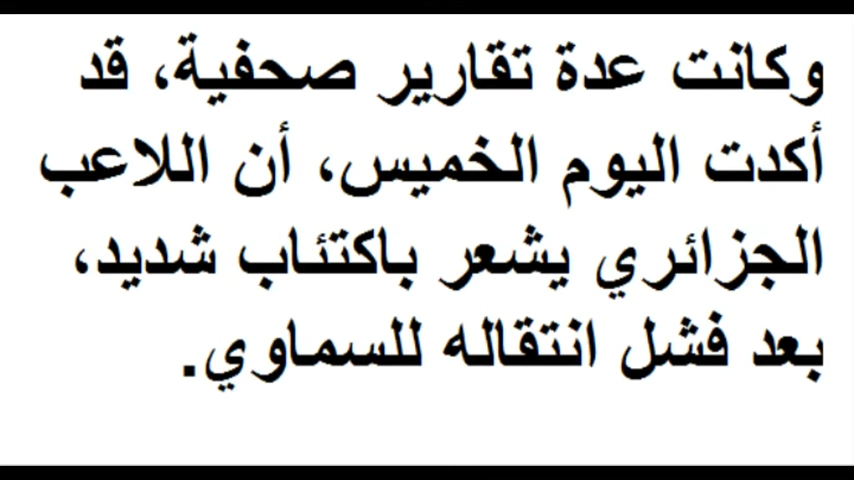 وكانت عدة تقارير صحفية، قد
أكدت اليوم الخميس، أن اللاعب
الجزائري يشعر باكتئاب شديد،
بعد فشل انتقاله للسماوي.